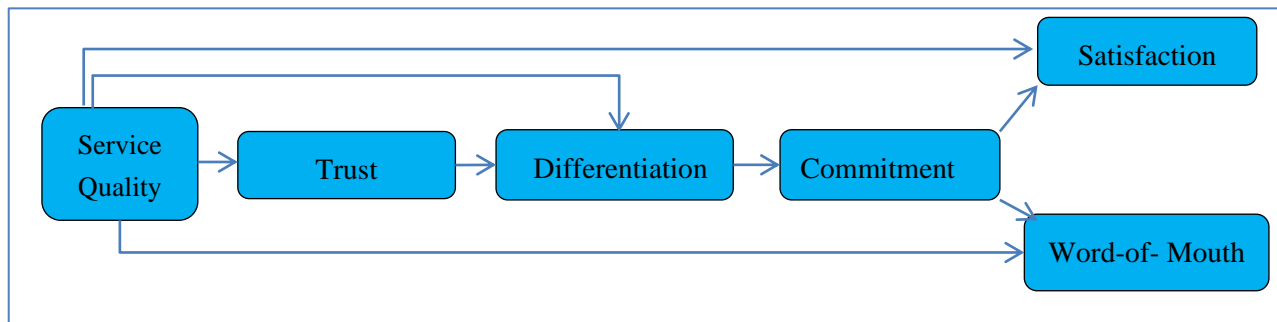 Satisfaction
Service
Quality
Trust
Differentiation
Commitment
Word-of- Mouth